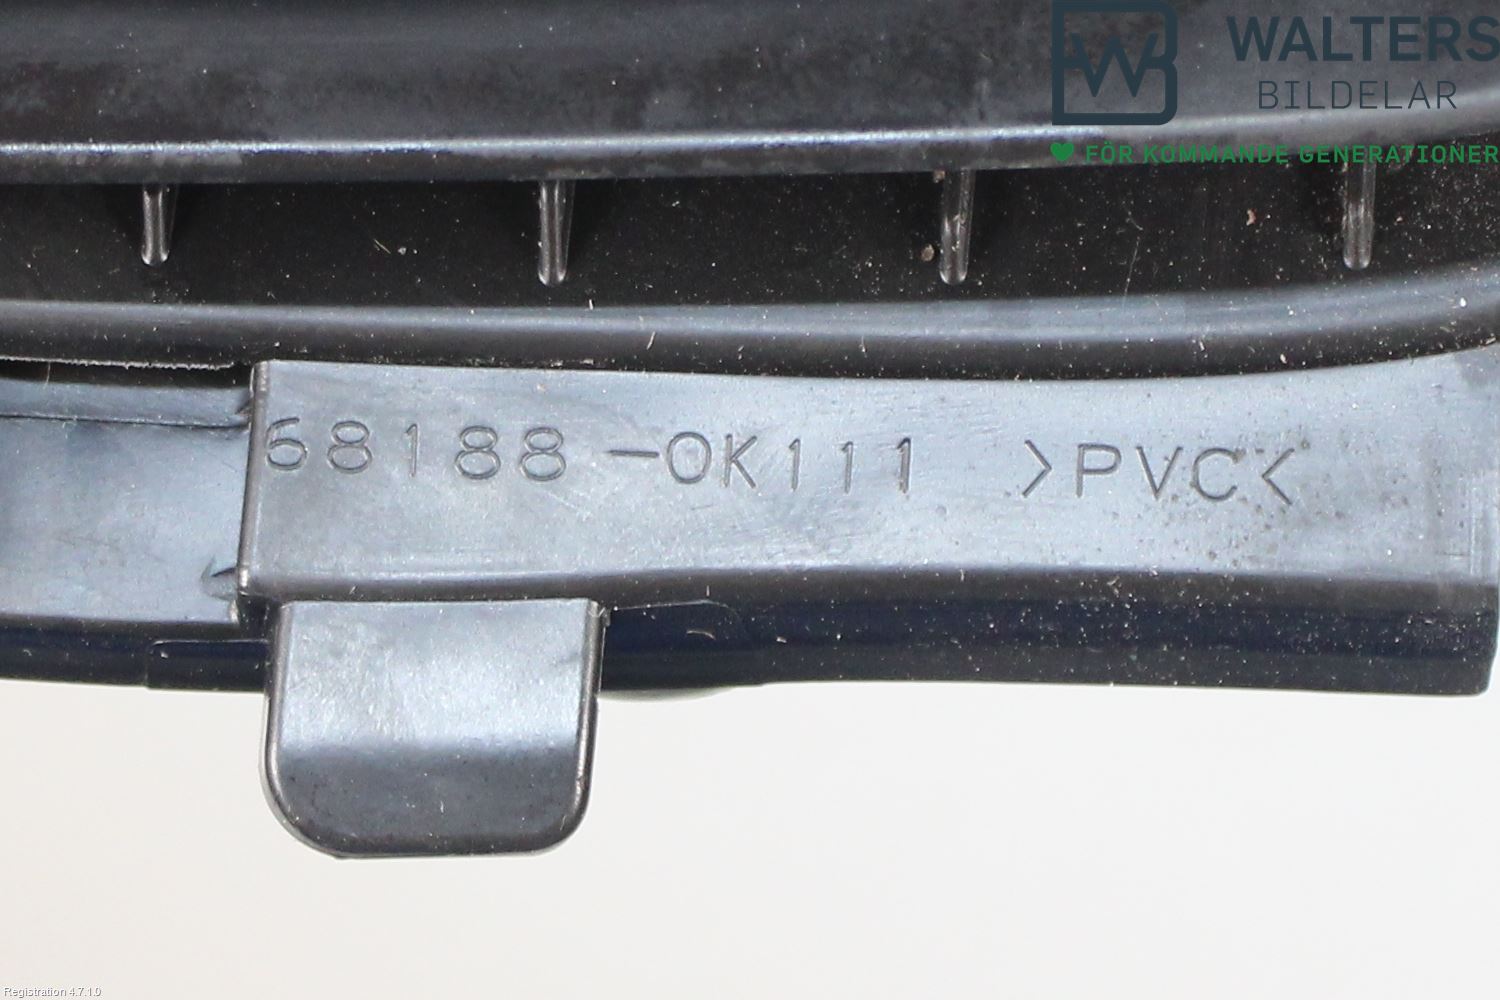 WALTERS
BILDELAR
FÖR KOMMANDE GENERATIONER
68188-0K111 >PVC<
Registration 4.7.1.0